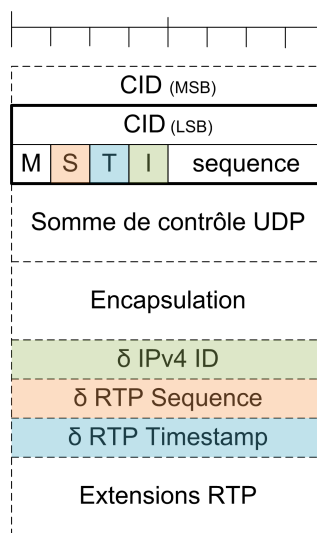 CID (MSB)
CID (LSB)
M S T I sequence
Somme de contrôle UDP
Encapsulation
δ IPv4 ID
δ RTP Sequence
δ RTP Timestamp
Extensions RTP